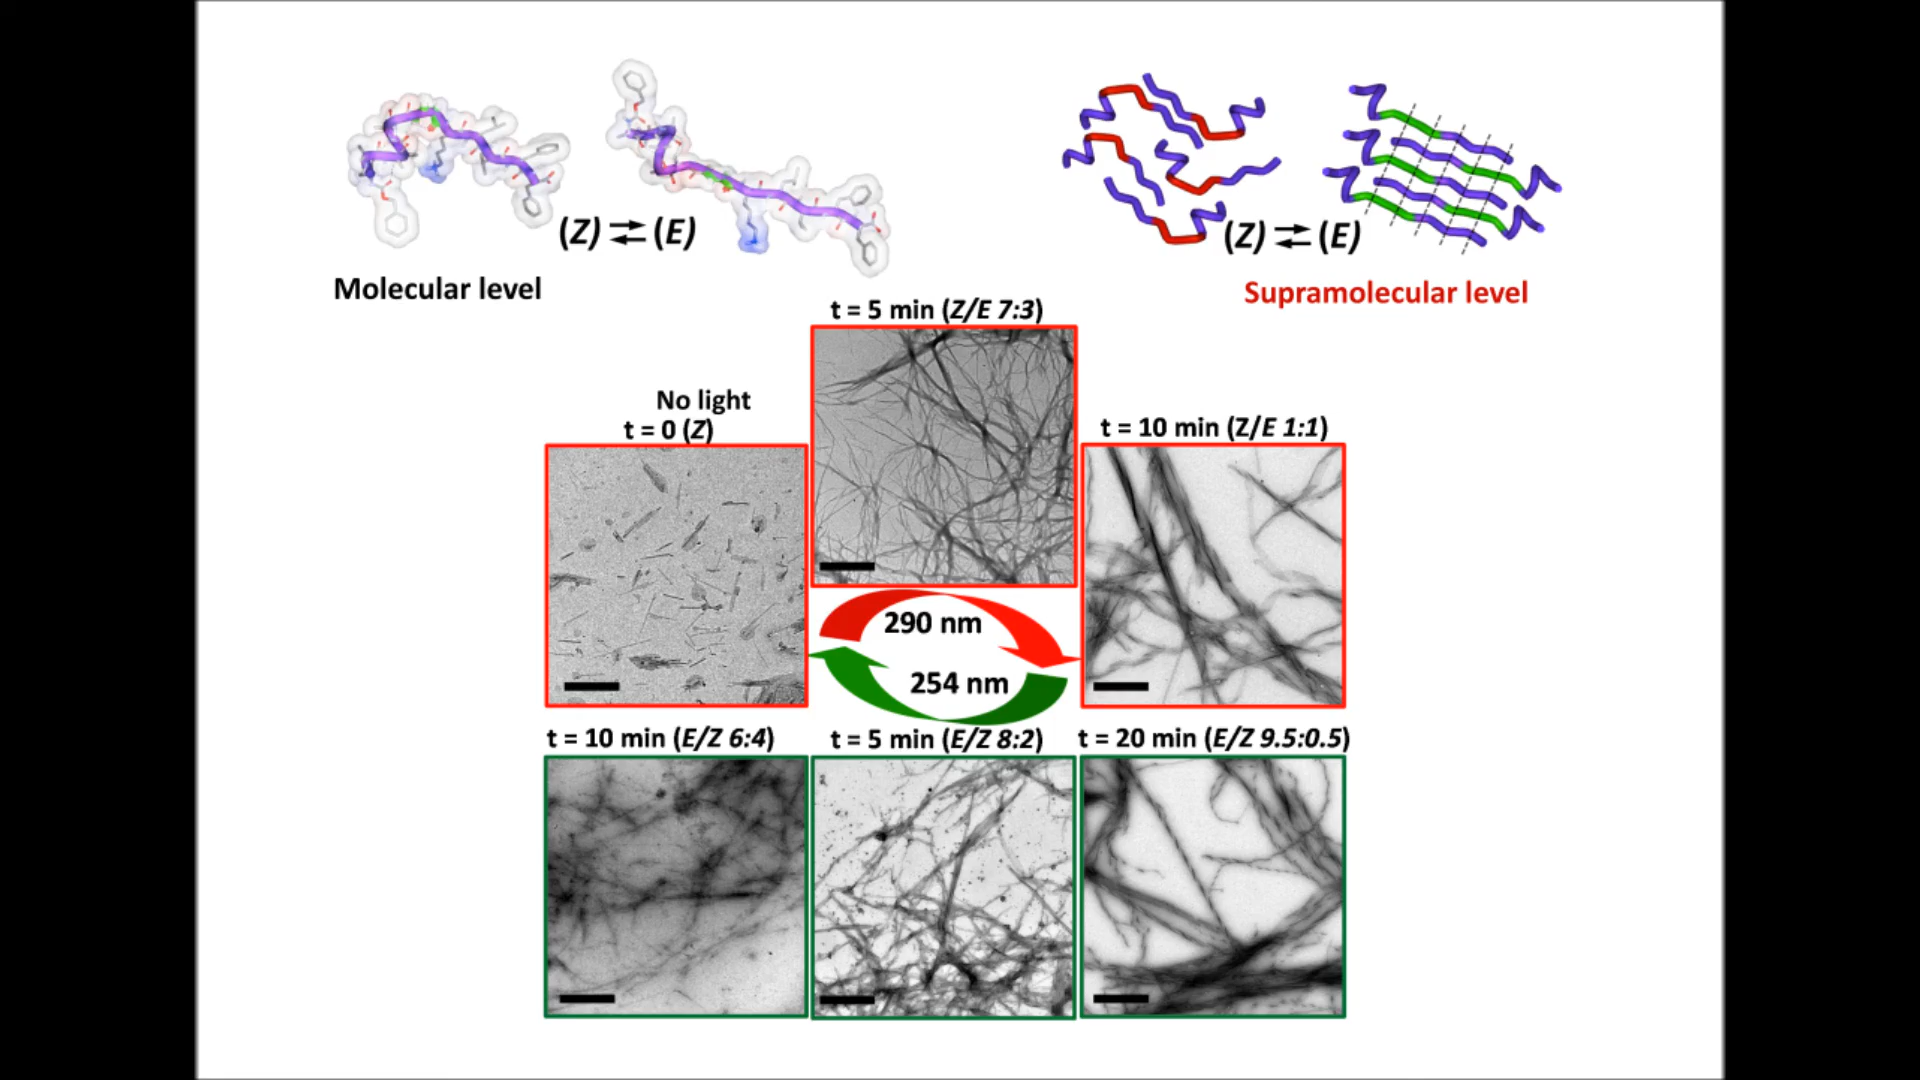 (Z) ⇌ (E)
(Z) ⇌ (E)
Molecular level
Supramolecular level
t = 5 min (Z/E 7:3)
No light
t = 0 (Z)
t = 10 min (Z/E 1:1)
290 nm
254 nm
t = 10 min (E/Z 6:4)
t = 5 min (E/Z 8:2)
t = 20 min (E/Z 9.5:0.5)